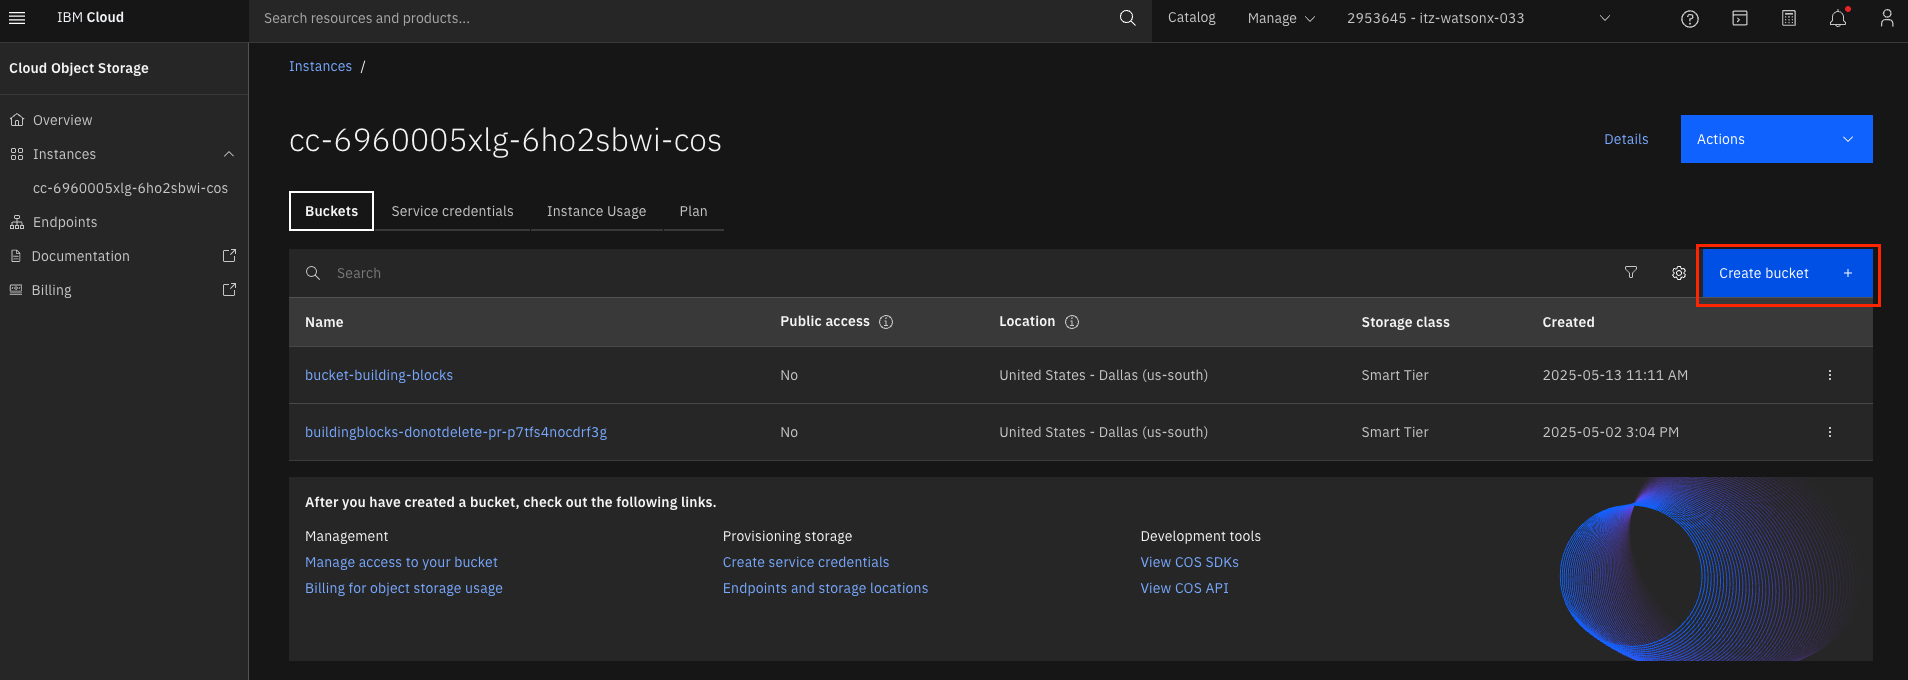 IBM Cloud
Search resources and products...
Catalog
Manage
2953645 - itz-watsonx-033
Cloud Object Storage
Overview
Instances
cc-6960005xlg-6ho2sbwi-cos
Endpoints
Documentation
Billing
Instances /
cc-6960005xlg-6ho2sbwi-cos
Details
Actions
Buckets
Service credentials
Instance Usage
Plan
Search
Create bucket +
Name Public access Location Storage class Created
bucket-building-blocks No United States - Dallas (us-south) Smart Tier 2025-05-13 11:11 AM
buildingblocks-donotdelete-pr-p7tfs4nocdrf3g No United States - Dallas (us-south) Smart Tier 2025-05-02 3:04 PM
After you have created a bucket, check out the following links.
Management
Manage access to your bucket
Billing for object storage usage
Provisioning storage
Create service credentials
Endpoints and storage locations
Development tools
View COS SDKs
View COS API